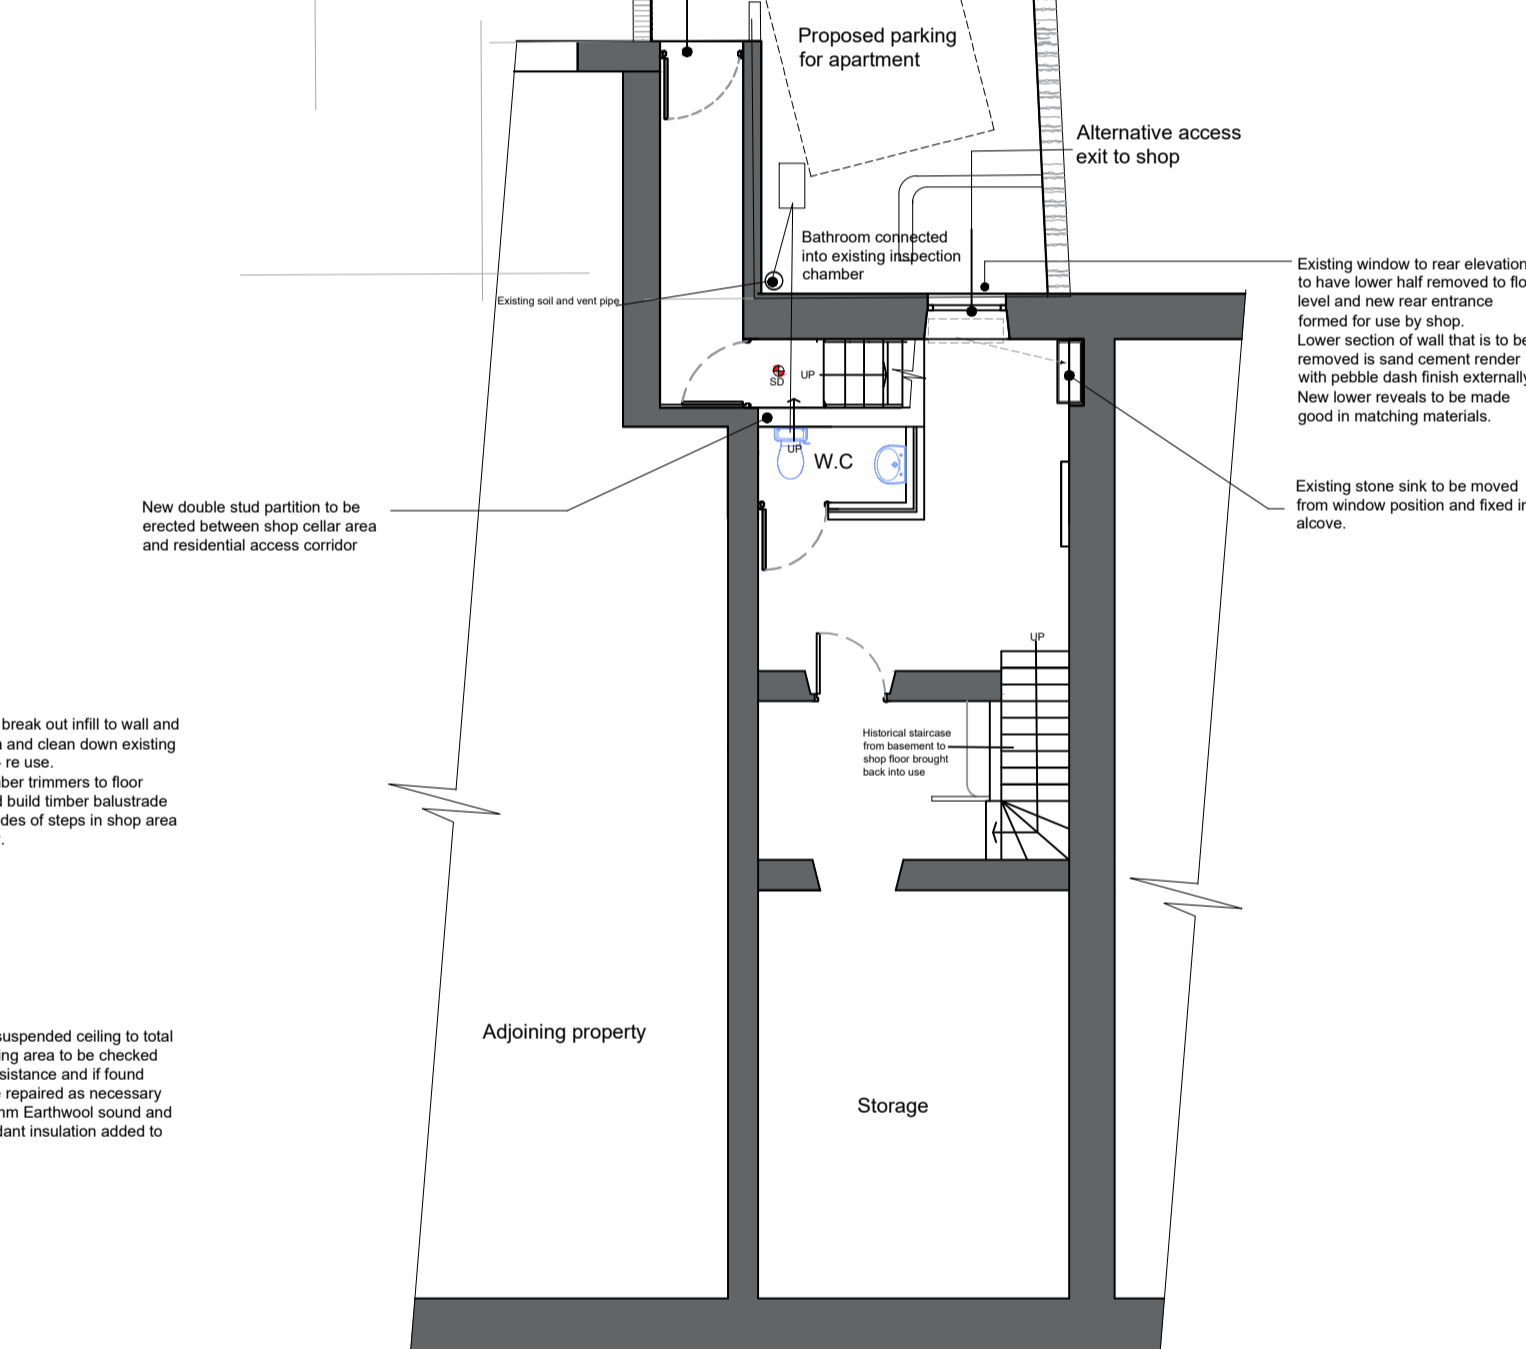 Proposed parking
for apartment
Alternative access
exit to shop
Bathroom connected
into existing inspection
chamber
Existing soil and vent pipe
Existing window to rear elevation
to have lower half removed to flo
level and new rear entrance
formed for use by shop.
Lower section of wall that is to be
removed is sand cement render
with pebble dash finish externally
New lower reveals to be made
good in matching materials.
SD
UP
UP
W.C
Existing stone sink to be moved
from window position and fixed in
alcove.
New double stud partition to be
erected between shop cellar area
and residential access corridor
UP
Historical staircase
from basement to
shop floor brought
back into use
break out infill to wall and
and clean down existing
re use.
ber trimmers to floor
build timber balustrade
des of steps in shop area
Adjoining property
suspended ceiling to total
ing area to be checked
sistance and if found
repaired as necessary
mm Earthwool sound and
dant insulation added to
Storage